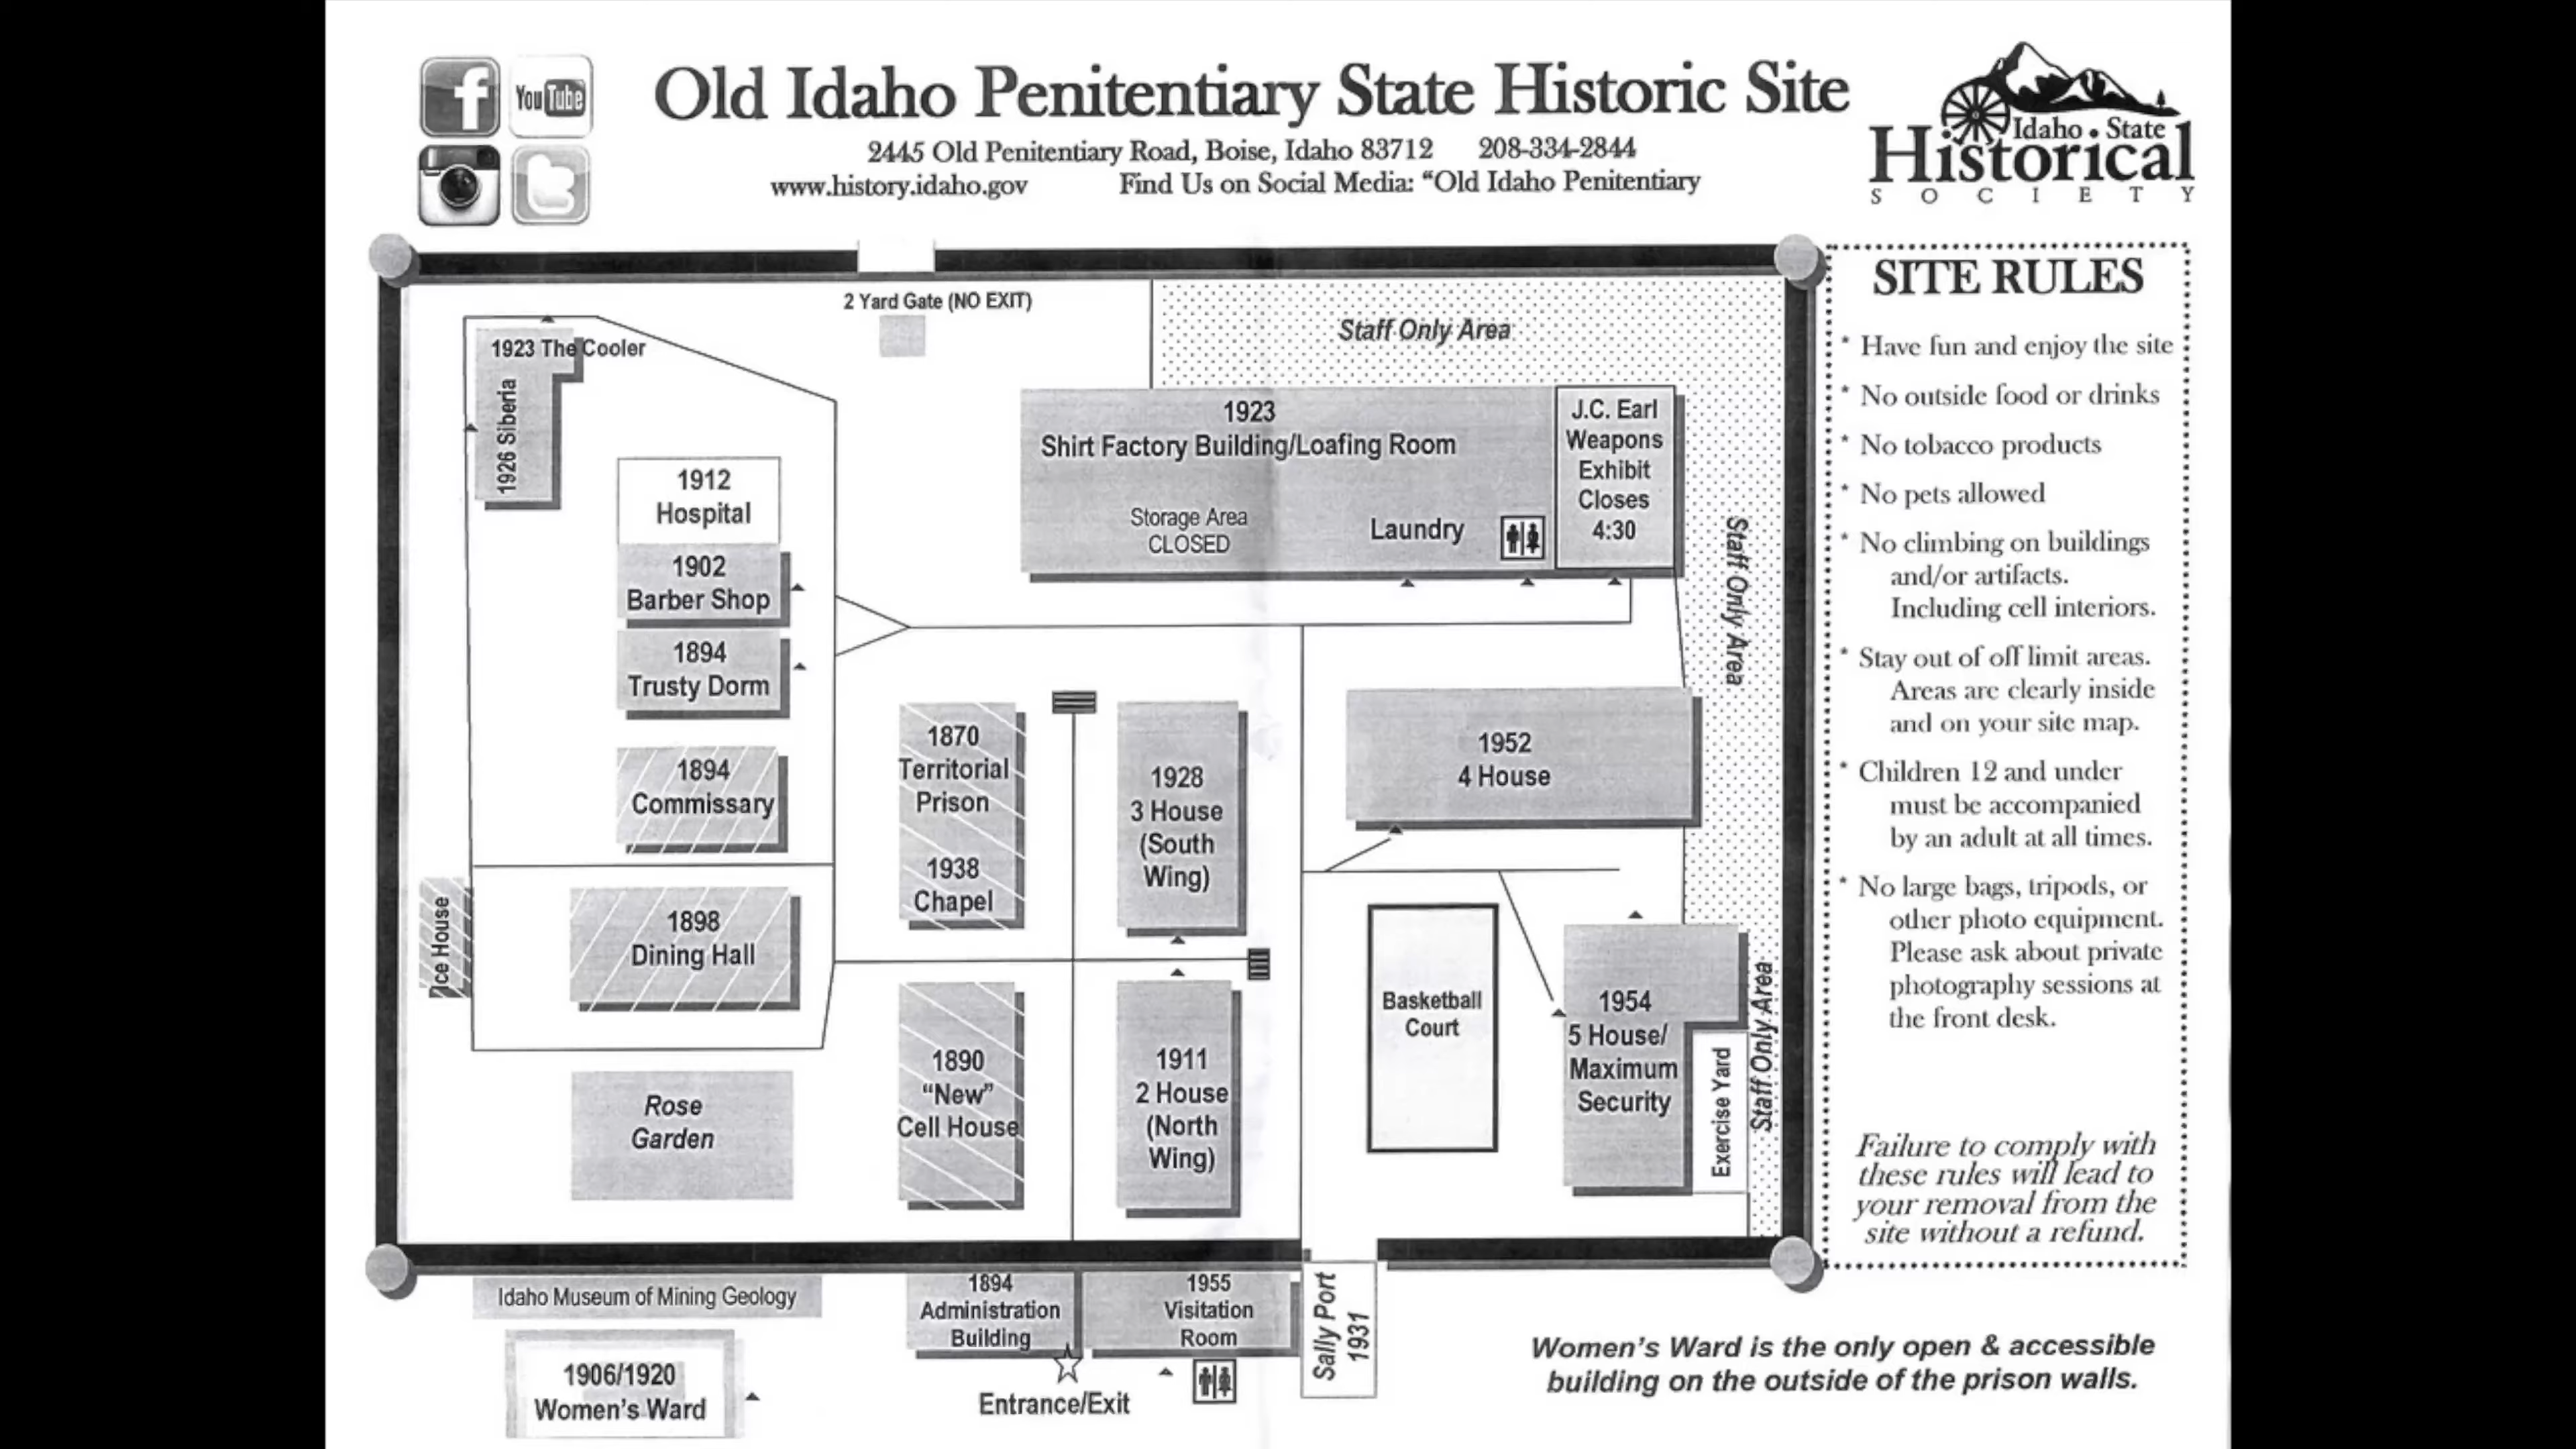 You Tube
Old Idaho Penitentiary State Historic Site
2445 Old Penitentiary Road, Boise, Idaho 83712 208-334-2844
www.history.idaho.gov Find Us on Social Media: “Old Idaho Penitentiary
Idaho State
Historical
SOCIETY
2 Yard Gate (NO EXIT)
Staff Only Area
1923 The Cooler
1926 Siberia
1912
Hospital
1902
Barber Shop
1894
Trusty Dorm
1894
Commissary
1923
Shirt Factory Building/Loafing Room
Storage Area
CLOSED
Laundry
J.C. Earl
Weapons
Exhibit
Closes
4:30
Staff Only Area
1870
Territorial
Prison
1938
Chapel
1928
3 House
(South
Wing)
1952
4 House
Ice House
1898
Dining Hall
Rose
Garden
1890
“New”
Cell House
1911
2 House
(North
Wing)
Basketball
Court
1954
5 House/
Maximum
Security
Exercise Yard
Staff Only Area
Idaho Museum of Mining Geology
1906/1920
Women’s Ward
1894
Administration
Building
1955
Visitation
Room
Sally Port
1931
Entrance/Exit
SITE RULES
* Have fun and enjoy the site
* No outside food or drinks
* No tobacco products
* No pets allowed
* No climbing on buildings
and/or artifacts.
Including cell interiors.
* Stay out of off limit areas.
Areas are clearly inside
and on your site map.
* Children 12 and under
must be accompanied
by an adult at all times.
* No large bags, tripods, or
other photo equipment.
Please ask about private
photography sessions at
the front desk.
Failure to comply with
these rules will lead to
your removal from the
site without a refund.
Women’s Ward is the only open & accessible
building on the outside of the prison walls.